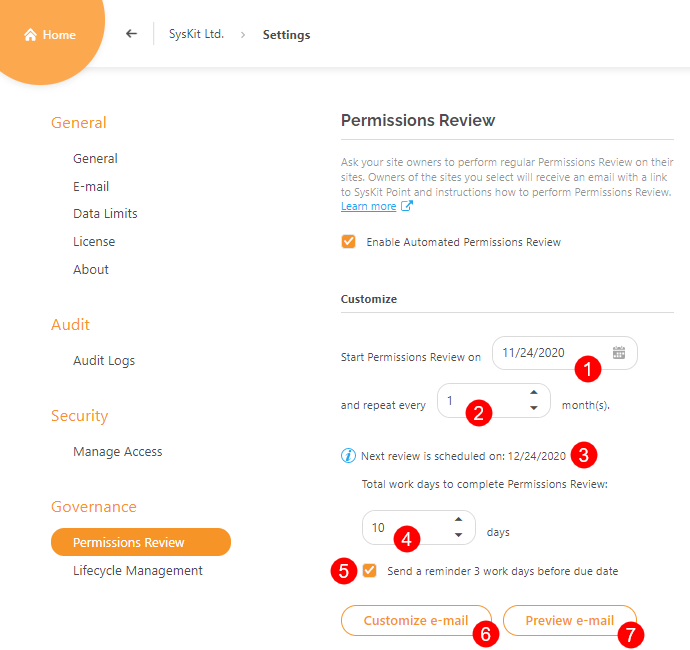 Home
SysKit Ltd. > Settings
General
General
E-mail
Data Limits
License
About
Audit
Audit Logs
Security
Manage Access
Governance
Permissions Review
Lifecycle Management
Permissions Review
Ask your site owners to perform regular Permissions Review on their
sites. Owners of the sites you select will receive an email with a link
to SysKit Point and instructions how to perform Permissions Review.
Learn more
Enable Automated Permissions Review
Customize
Start Permissions Review on 11/24/2020
1
and repeat every 1 month(s).
2
Next review is scheduled on: 12/24/2020 3
Total work days to complete Permissions Review:
10 days
4
5 Send a reminder 3 work days before due date
Customize e-mail Preview e-mail
6 7